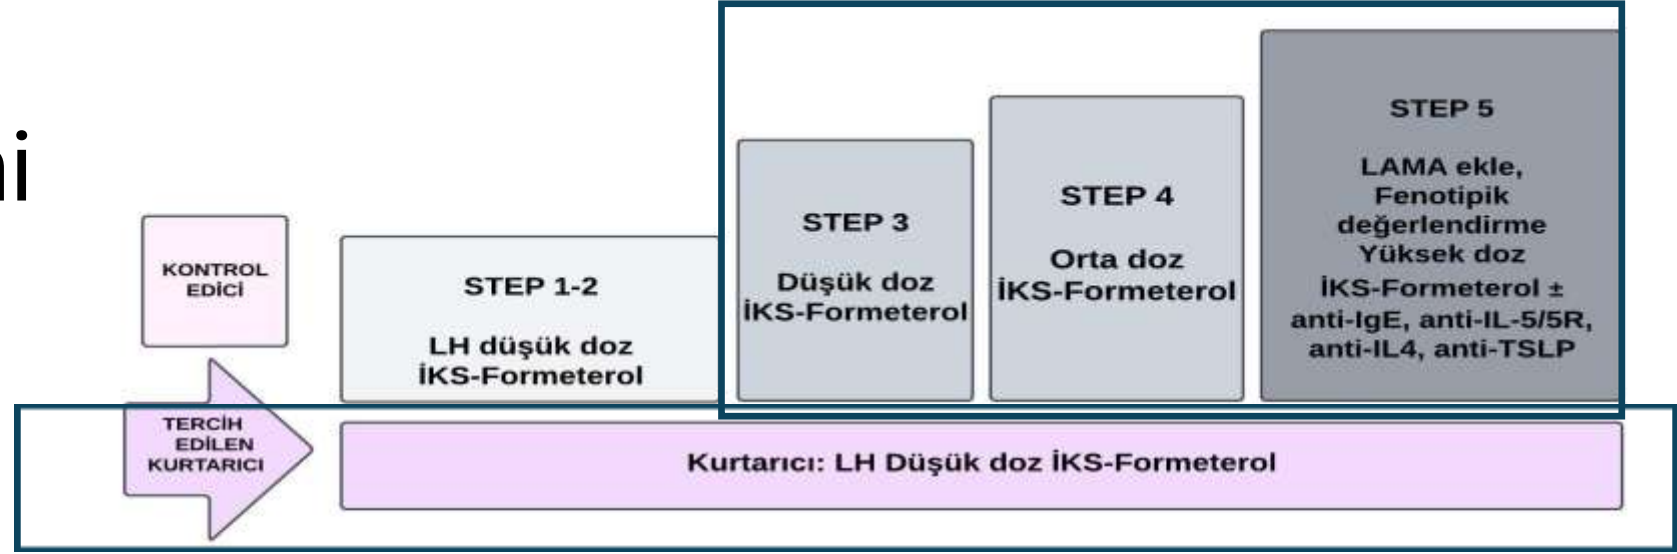 ni
KONTROL
EDİCİ
STEP 1-2
LH düşük doz
İKS-Formeterol
STEP 3
Düşük doz
İKS-Formeterol
STEP 4
Orta doz
İKS-Formeterol
STEP 5
LAMA ekle,
Fenotipik
değerlendirme
Yüksek doz
İKS-Formeterol ±
anti-IgE, anti-IL-5/5R,
anti-IL4, anti-TSLP
TERCİH
EDİLEN
KURTARICI
Kurtarıcı: LH Düşük doz İKS-Formeterol